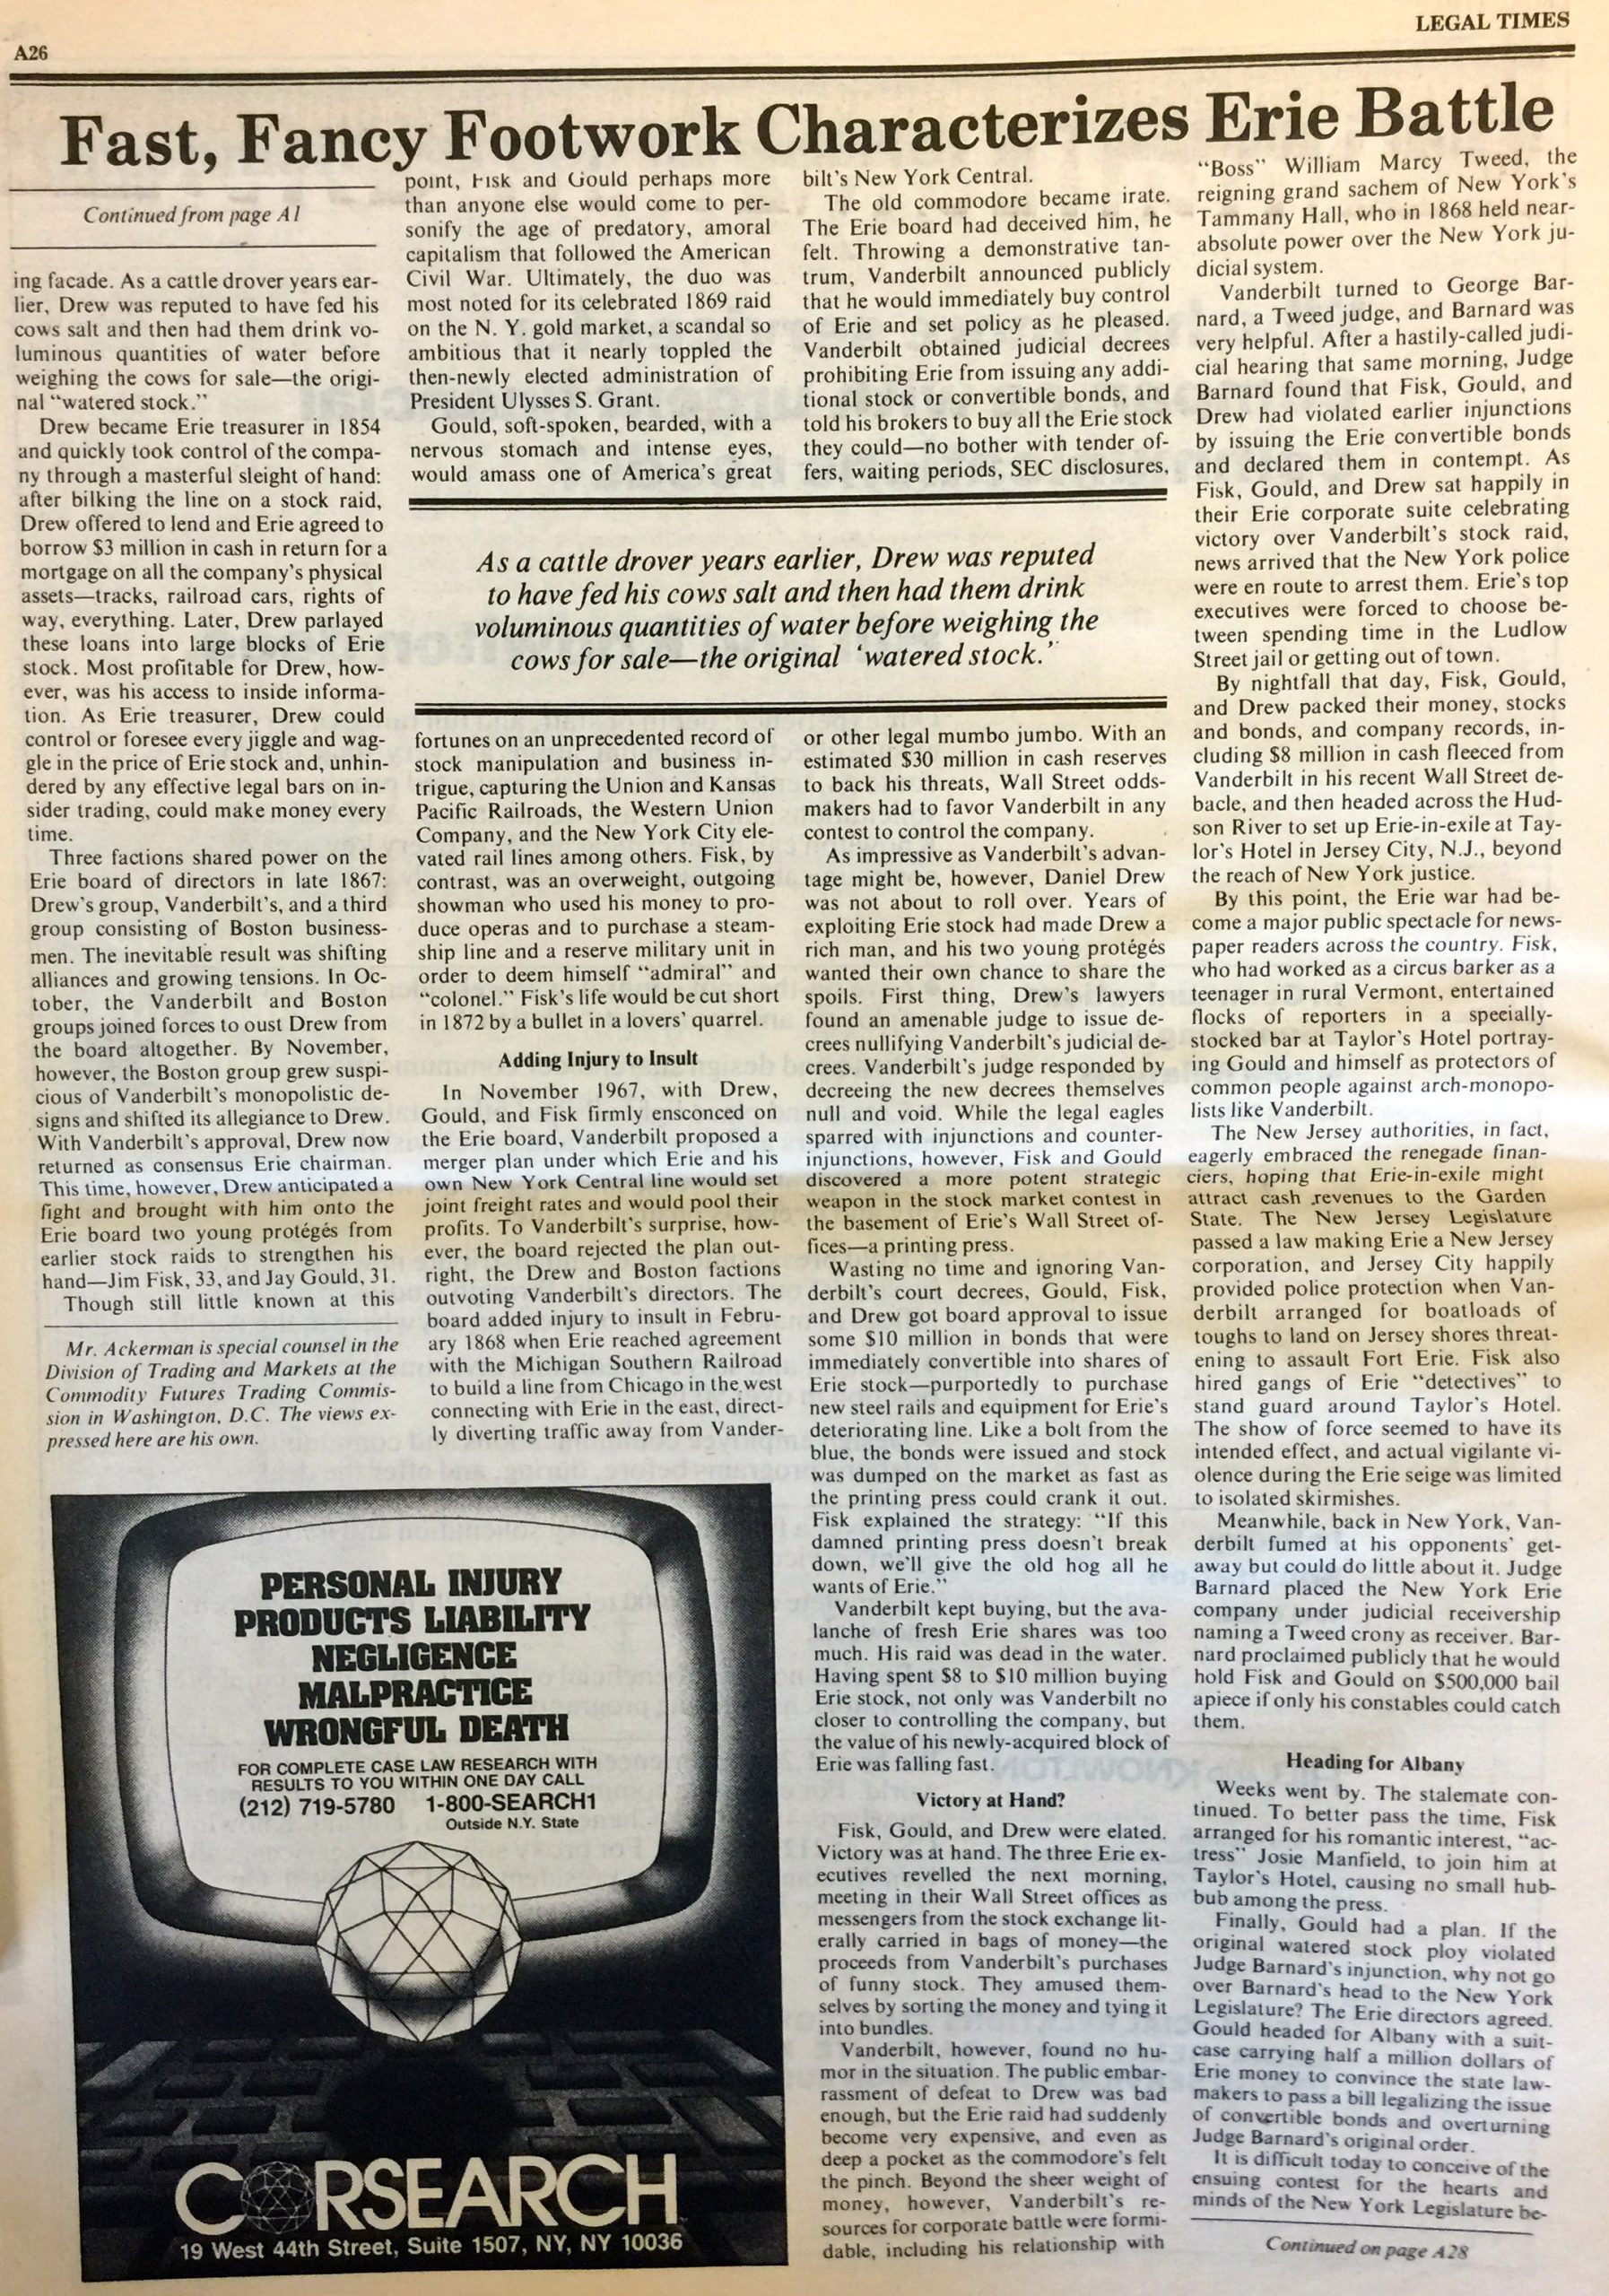 LEGAL TIMES
A26
Fast, Fancy Footwork Characterizes Erie Battle
Continued from page A1
ing facade. As a cattle drover years ear-
lier, Drew was reputed to have fed his
cows salt and then had them drink vo-
luminous quantities of water before
weighing the cows for sale—the origi-
nal “watered stock.”
Drew became Erie treasurer in 1854
and quickly took control of the compa-
ny through a masterful sleight of hand:
after bilking the line on a stock raid,
Drew offered to lend and Erie agreed to
borrow $3 million in cash in return for a
mortgage on all the company's physical
assets—tracks, railroad cars, rights of
way, everything. Later, Drew parlayed
these loans into large blocks of Erie
stock. Most profitable for Drew, how-
ever, was his access to inside informa-
tion. As Erie treasurer, Drew could
control or foresee every jiggle and wag-
gle in the price of Erie stock and, unhin-
dered by any effective legal bars on in-
sider trading, could make money every
time.
Three factions shared power on the
Erie board of directors in late 1867:
Drew's group, Vanderbilt's, and a third
group consisting of Boston business-
men. The inevitable result was shifting
alliances and growing tensions. In Oc-
tober, the Vanderbilt and Boston
groups joined forces to oust Drew from
the board altogether. By November,
however, the Boston group grew suspi-
cious of Vanderbilt's monopolistic de-
signs and shifted its allegiance to Drew.
With Vanderbilt's approval, Drew now
returned as consensus Erie chairman.
This time, however, Drew anticipated a
fight and brought with him onto the
Erie board two young protégés from
earlier stock raids to strengthen his
hand—Jim Fisk, 33, and Jay Gould, 31.
Though still little known at this
Mr. Ackerman is special counsel in the
Division of Trading and Markets at the
Commodity Futures Trading Commis-
sion in Washington, D.C. The views ex-
pressed here are his own.
point, Fisk and Gould perhaps more
than anyone else would come to per-
sonify the age of predatory, amoral
capitalism that followed the American
Civil War. Ultimately, the duo was
most noted for its celebrated 1869 raid
on the N. Y. gold market, a scandal so
ambitious that it nearly toppled the
then-newly elected administration of
President Ulysses S. Grant.
Gould, soft-spoken, bearded, with a
nervous stomach and intense eyes,
would amass one of America's great
As a cattle drover years earlier, Drew was reputed
to have fed his cows salt and then had them drink
voluminous quantities of water before weighing the
cows for sale—the original ‘watered stock.’
fortunes on an unprecedented record of
stock manipulation and business in-
trigue, capturing the Union and Kansas
Pacific Railroads, the Western Union
Company, and the New York City ele-
vated rail lines among others. Fisk, by
contrast, was an overweight, outgoing
showman who used his money to pro-
duce operas and to purchase a steam-
ship line and a reserve military unit in
order to deem himself “admiral” and
“colonel.” Fisk's life would be cut short
in 1872 by a bullet in a lovers' quarrel.
Adding Injury to Insult
In November 1967, with Drew,
Gould, and Fisk firmly ensconced on
the Erie board, Vanderbilt proposed a
merger plan under which Erie and his
own New York Central line would set
joint freight rates and would pool their
profits. To Vanderbilt's surprise, how-
ever, the board rejected the plan out-
right, the Drew and Boston factions
outvoting Vanderbilt's directors. The
board added injury to insult in Febru-
ary 1868 when Erie reached agreement
with the Michigan Southern Railroad
to build a line from Chicago in the west
connecting with Erie in the east, direct-
ly diverting traffic away from Vander-
bilt's New York Central.
The old commodore became irate.
The Erie board had deceived him, he
felt. Throwing a demonstrative tan-
trum, Vanderbilt announced publicly
that he would immediately buy control
of Erie and set policy as he pleased.
Vanderbilt obtained judicial decrees
prohibiting Erie from issuing any addi-
tional stock or convertible bonds, and
told his brokers to buy all the Erie stock
they could—no bother with tender of-
fers, waiting periods, SEC disclosures,
or other legal mumbo jumbo. With an
estimated $30 million in cash reserves
to back his threats, Wall Street odds-
makers had to favor Vanderbilt in any
contest to control the company.
As impressive as Vanderbilt's advan-
tage might be, however, Daniel Drew
was not about to roll over. Years of
exploiting Erie stock had made Drew a
rich man, and his two young protégés
wanted their own chance to share the
spoils. First thing, Drew's lawyers
found an amenable judge to issue de-
crees nullifying Vanderbilt's judicial de-
crees. Vanderbilt's judge responded by
decreeing the new decrees themselves
null and void. While the legal eagles
sparred with injunctions and counter-
injunctions, however, Fisk and Gould
discovered a more potent strategic
weapon in the stock market contest in
the basement of Erie's Wall Street of-
fices—a printing press.
Wasting no time and ignoring Van-
derbilt's court decrees, Gould, Fisk,
and Drew got board approval to issue
some $10 million in bonds that were
immediately convertible into shares of
Erie stock—purportedly to purchase
new steel rails and equipment for Erie's
deteriorating line. Like a bolt from the
blue, the bonds were issued and stock
was dumped on the market as fast as
the printing press could crank it out.
Fisk explained the strategy: “If this
damned printing press doesn't break
down, we'll give the old hog all he
wants of Erie.”
Vanderbilt kept buying, but the ava-
lanche of fresh Erie shares was too
much. His raid was dead in the water.
Having spent $8 to $10 million buying
Erie stock, not only was Vanderbilt no
closer to controlling the company, but
the value of his newly-acquired block of
Erie was falling fast.
Victory at Hand?
Fisk, Gould, and Drew were elated.
Victory was at hand. The three Erie ex-
ecutives revelled the next morning,
meeting in their Wall Street offices as
messengers from the stock exchange lit-
erally carried in bags of money—the
proceeds from Vanderbilt's purchases
of funny stock. They amused them-
selves by sorting the money and tying it
into bundles.
Vanderbilt, however, found no hu-
mor in the situation. The public embar-
rassment of defeat to Drew was bad
enough, but the Erie raid had suddenly
become very expensive, and even as
deep a pocket as the commodore's felt
the pinch. Beyond the sheer weight of
money, however, Vanderbilt's re-
sources for corporate battle were formi-
dable, including his relationship with
“Boss” William Marcy Tweed, the
reigning grand sachem of New York's
Tammany Hall, who in 1868 held near-
absolute power over the New York ju-
dicial system.
Vanderbilt turned to George Bar-
nard, a Tweed judge, and Barnard was
very helpful. After a hastily-called judi-
cial hearing that same morning, Judge
Barnard found that Fisk, Gould, and
Drew had violated earlier injunctions
by issuing the Erie convertible bonds
and declared them in contempt. As
Fisk, Gould, and Drew sat happily in
their Erie corporate suite celebrating
victory over Vanderbilt's stock raid,
news arrived that the New York police
were en route to arrest them. Erie's top
executives were forced to choose be-
tween spending time in the Ludlow
Street jail or getting out of town.
By nightfall that day, Fisk, Gould,
and Drew packed their money, stocks
and bonds, and company records, in-
cluding $8 million in cash fleeced from
Vanderbilt in his recent Wall Street de-
bacle, and then headed across the Hud-
son River to set up Erie-in-exile at Tay-
lor's Hotel in Jersey City, N.J., beyond
the reach of New York justice.
By this point, the Erie war had be-
come a major public spectacle for news-
paper readers across the country. Fisk,
who had worked as a circus barker as a
teenager in rural Vermont, entertained
flocks of reporters in a specially-
stocked bar at Taylor's Hotel portray-
ing Gould and himself as protectors of
common people against arch-monopo-
lists like Vanderbilt.
The New Jersey authorities, in fact,
eagerly embraced the renegade finan-
ciers, hoping that Erie-in-exile might
attract cash revenues to the Garden
State. The New Jersey Legislature
passed a law making Erie a New Jersey
corporation, and Jersey City happily
provided police protection when Van-
derbilt arranged for boatloads of
toughs to land on Jersey shores threat-
ening to assault Fort Erie. Fisk also
hired gangs of Erie “detectives” to
stand guard around Taylor's Hotel.
The show of force seemed to have its
intended effect, and actual vigilante vi-
olence during the Erie seige was limited
to isolated skirmishes.
Meanwhile, back in New York, Van-
derbilt fumed at his opponents' get-
away but could do little about it. Judge
Barnard placed the New York Erie
company under judicial receivership
naming a Tweed crony as receiver. Bar-
nard proclaimed publicly that he would
hold Fisk and Gould on $500,000 bail
apiece if only his constables could catch
them.
Heading for Albany
Weeks went by. The stalemate con-
tinued. To better pass the time, Fisk
arranged for his romantic interest, “ac-
tress” Josie Manfield, to join him at
Taylor's Hotel, causing no small hub-
bub among the press.
Finally, Gould had a plan. If the
original watered stock ploy violated
Judge Barnard's injunction, why not go
over Barnard's head to the New York
Legislature? The Erie directors agreed.
Gould headed for Albany with a suit-
case carrying half a million dollars of
Erie money to convince the state law-
makers to pass a bill legalizing the issue
of convertible bonds and overturning
Judge Barnard's original order.
It is difficult today to conceive of the
ensuing contest for the hearts and
minds of the New York Legislature be-
Continued on page A28
PERSONAL INJURY
PRODUCTS LIABILITY
NEGLIGENCE
MALPRACTICE
WRONGFUL DEATH
FOR COMPLETE CASE LAW RESEARCH WITH
RESULTS TO YOU WITHIN ONE DAY CALL
(212) 719-5780 1-800-SEARCH1
Outside N.Y. State
CORSEARCH
19 West 44th Street, Suite 1507, NY, NY 10036